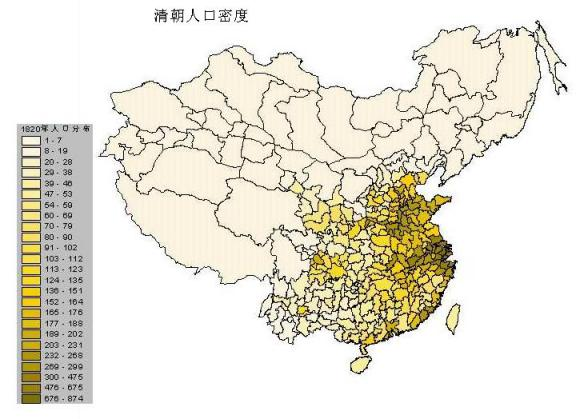 清朝人口密度
1820年人口分布
1 - 7
8 - 19
20 - 28
29 - 38
39 - 46
47 - 53
54 - 59
60 - 69
70 - 79
80 - 90
91 - 102
103 - 112
113 - 123
124 - 135
136 - 151
152 - 164
165 - 176
177 - 188
189 - 202
203 - 231
232 - 268
269 - 299
300 - 475
476 - 675
676 - 874